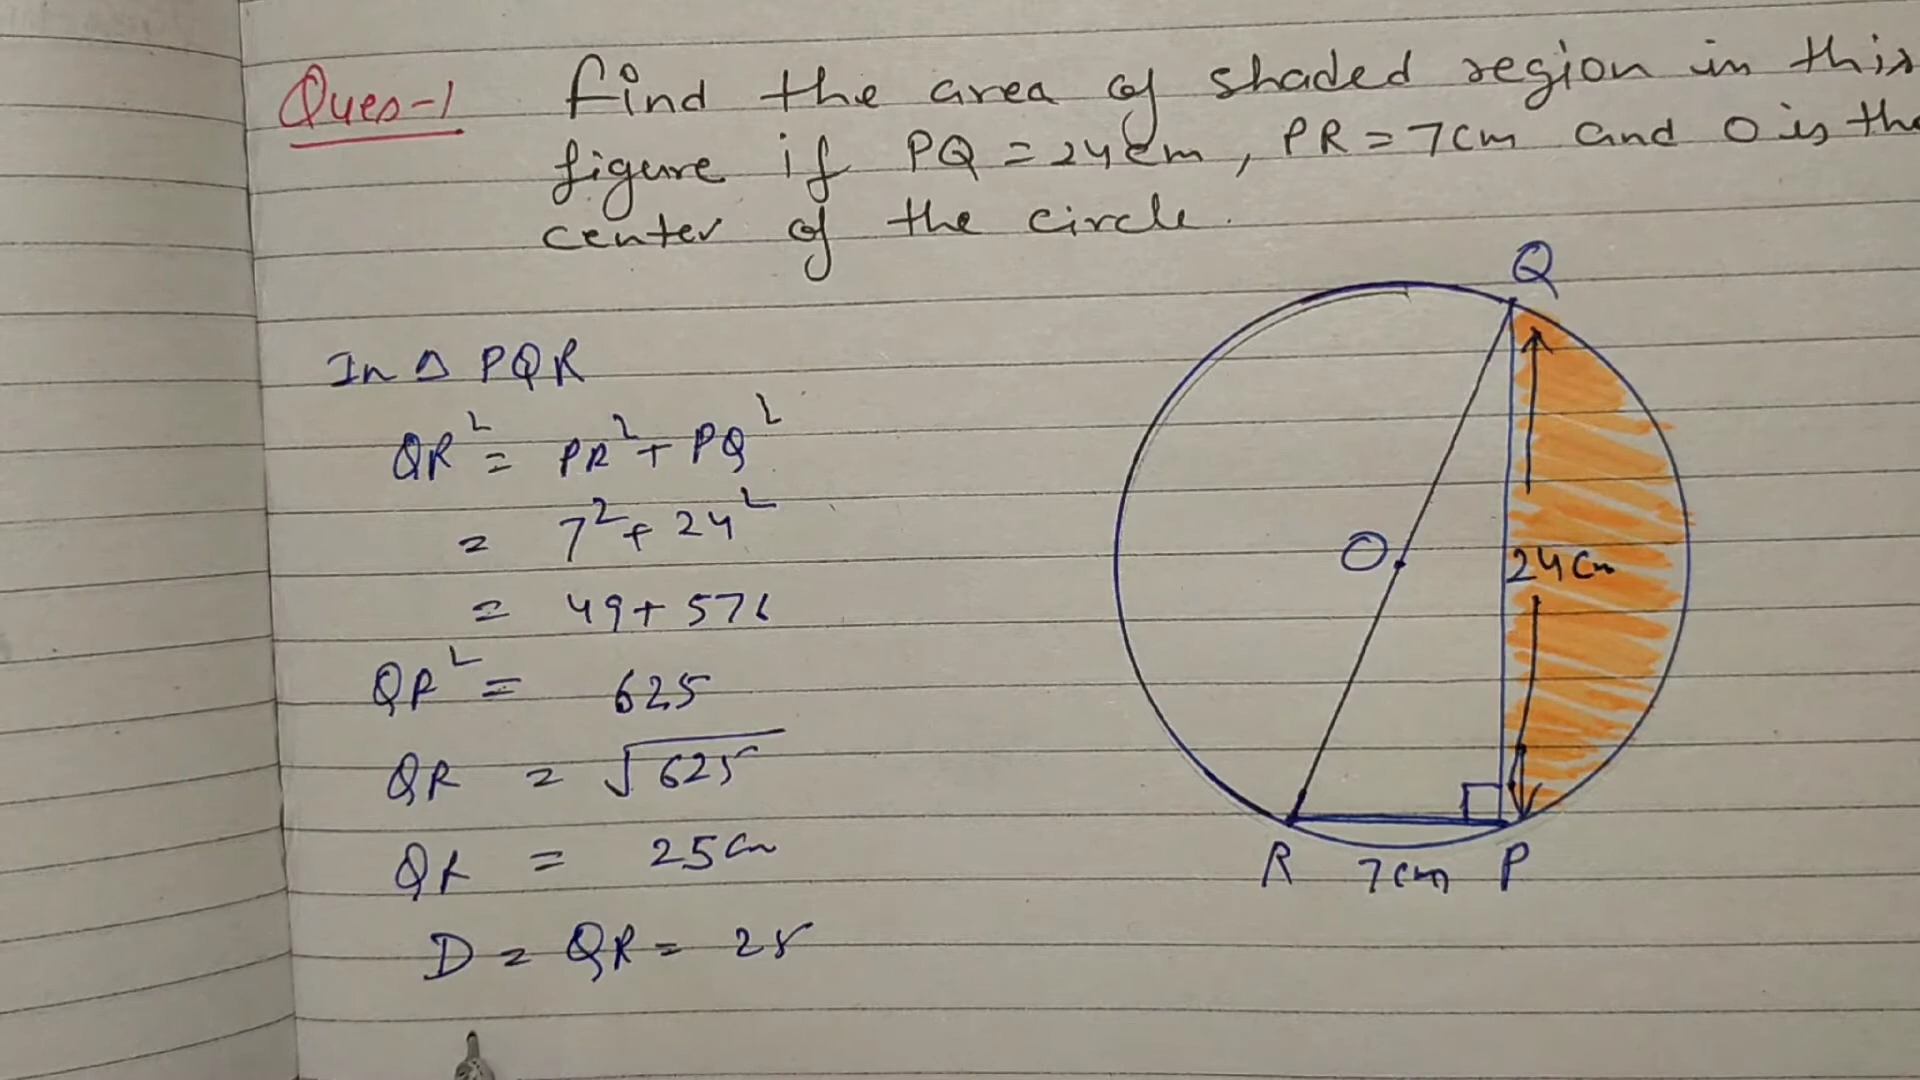 Ques-1 Find the area of shaded region in this
figure if PQ = 24cm, PR = 7cm and O is the
center of the circle.
Q
In △ PQR
QR² = PR² + PQ²
= 7² + 24²
O
24cm
= 49 + 576
QR² = 625
QR = √625
QR = 25cm
R 7cm P
D = QR = 25